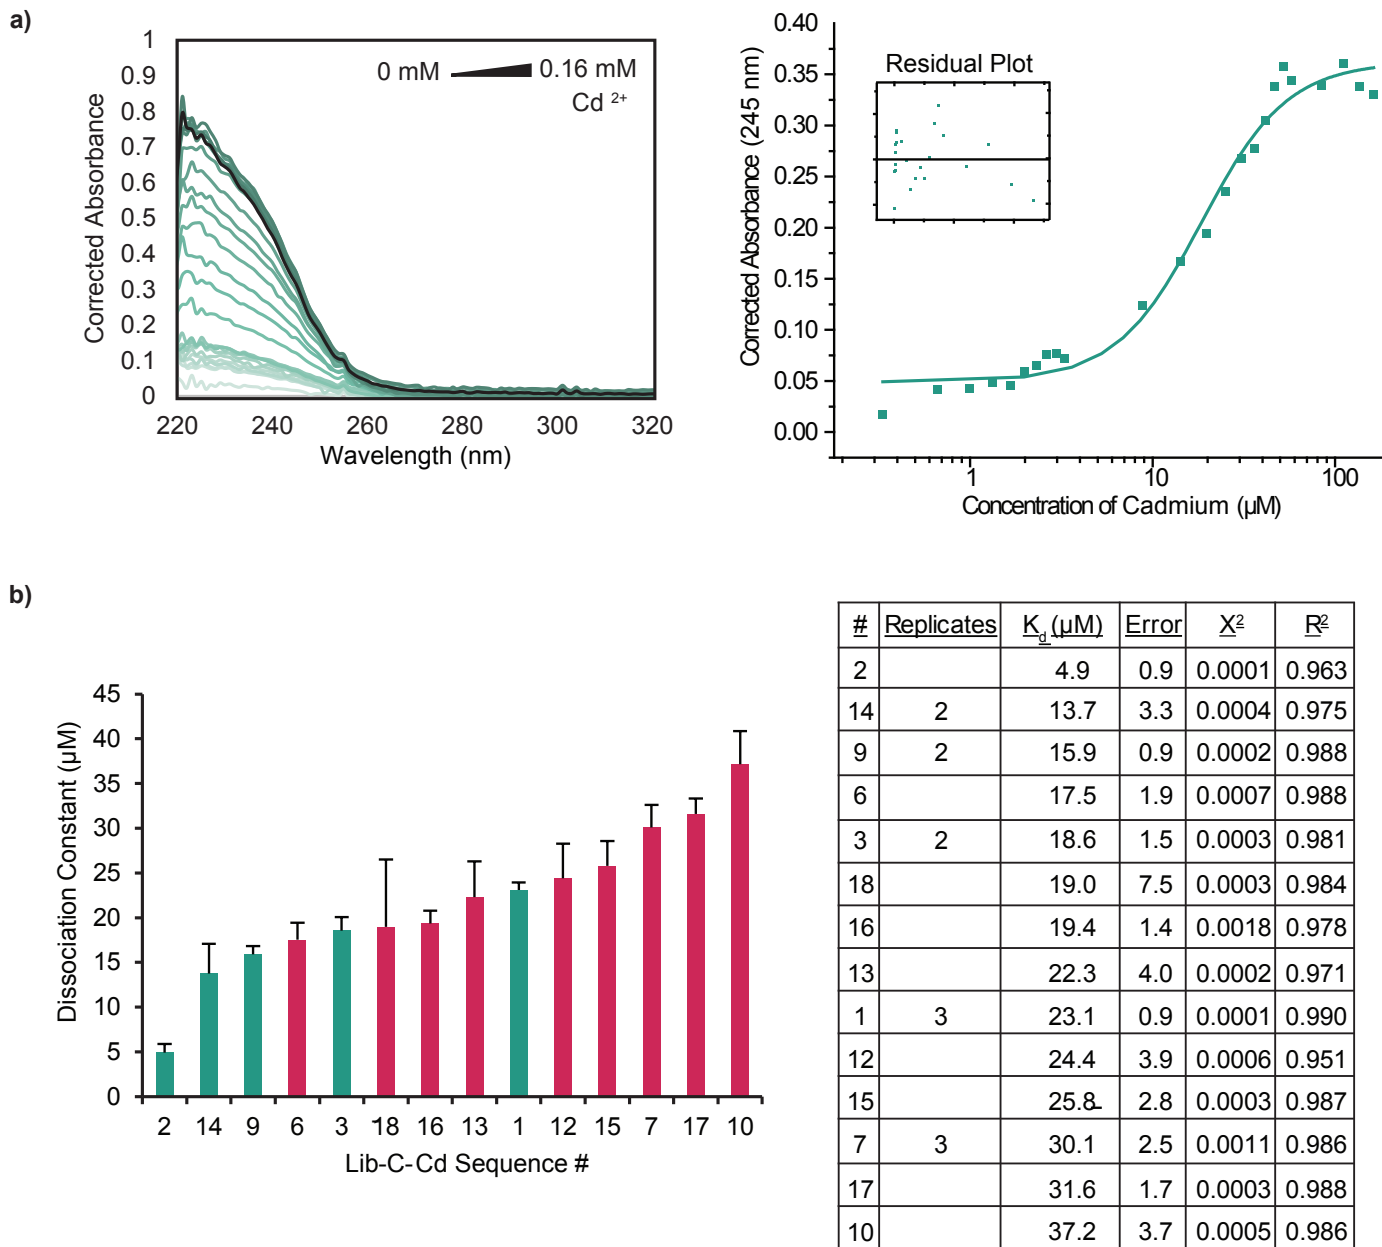 a)
1
0.9
0.8
0.7
0.6
0.5
0.4
0.3
0.2
0.1
0
Corrected Absorbance
0 mM 0.16 mM
Cd 2+
220 240 260 280 300 320
Wavelength (nm)
0.40
0.35
0.30
0.25
0.20
0.15
0.10
0.05
0.00
Corrected Absorbance (245 nm)
Residual Plot
1 10 100
Concentration of Cadmium (µM)
b)
45
40
35
30
25
20
15
10
5
0
Dissociation Constant (µM)
2 14 9 6 3 18 16 13 1 12 15 7 17 10
Lib-C-Cd Sequence #
# Replicates Kd (µM) Error X² R²
2 4.9 0.9 0.0001 0.963
14 2 13.7 3.3 0.0004 0.975
9 2 15.9 0.9 0.0002 0.988
6 17.5 1.9 0.0007 0.988
3 2 18.6 1.5 0.0003 0.981
18 19.0 7.5 0.0003 0.984
16 19.4 1.4 0.0018 0.978
13 22.3 4.0 0.0002 0.971
1 3 23.1 0.9 0.0001 0.990
12 24.4 3.9 0.0006 0.951
15 25.8 2.8 0.0003 0.987
7 3 30.1 2.5 0.0011 0.986
17 31.6 1.7 0.0003 0.988
10 37.2 3.7 0.0005 0.986